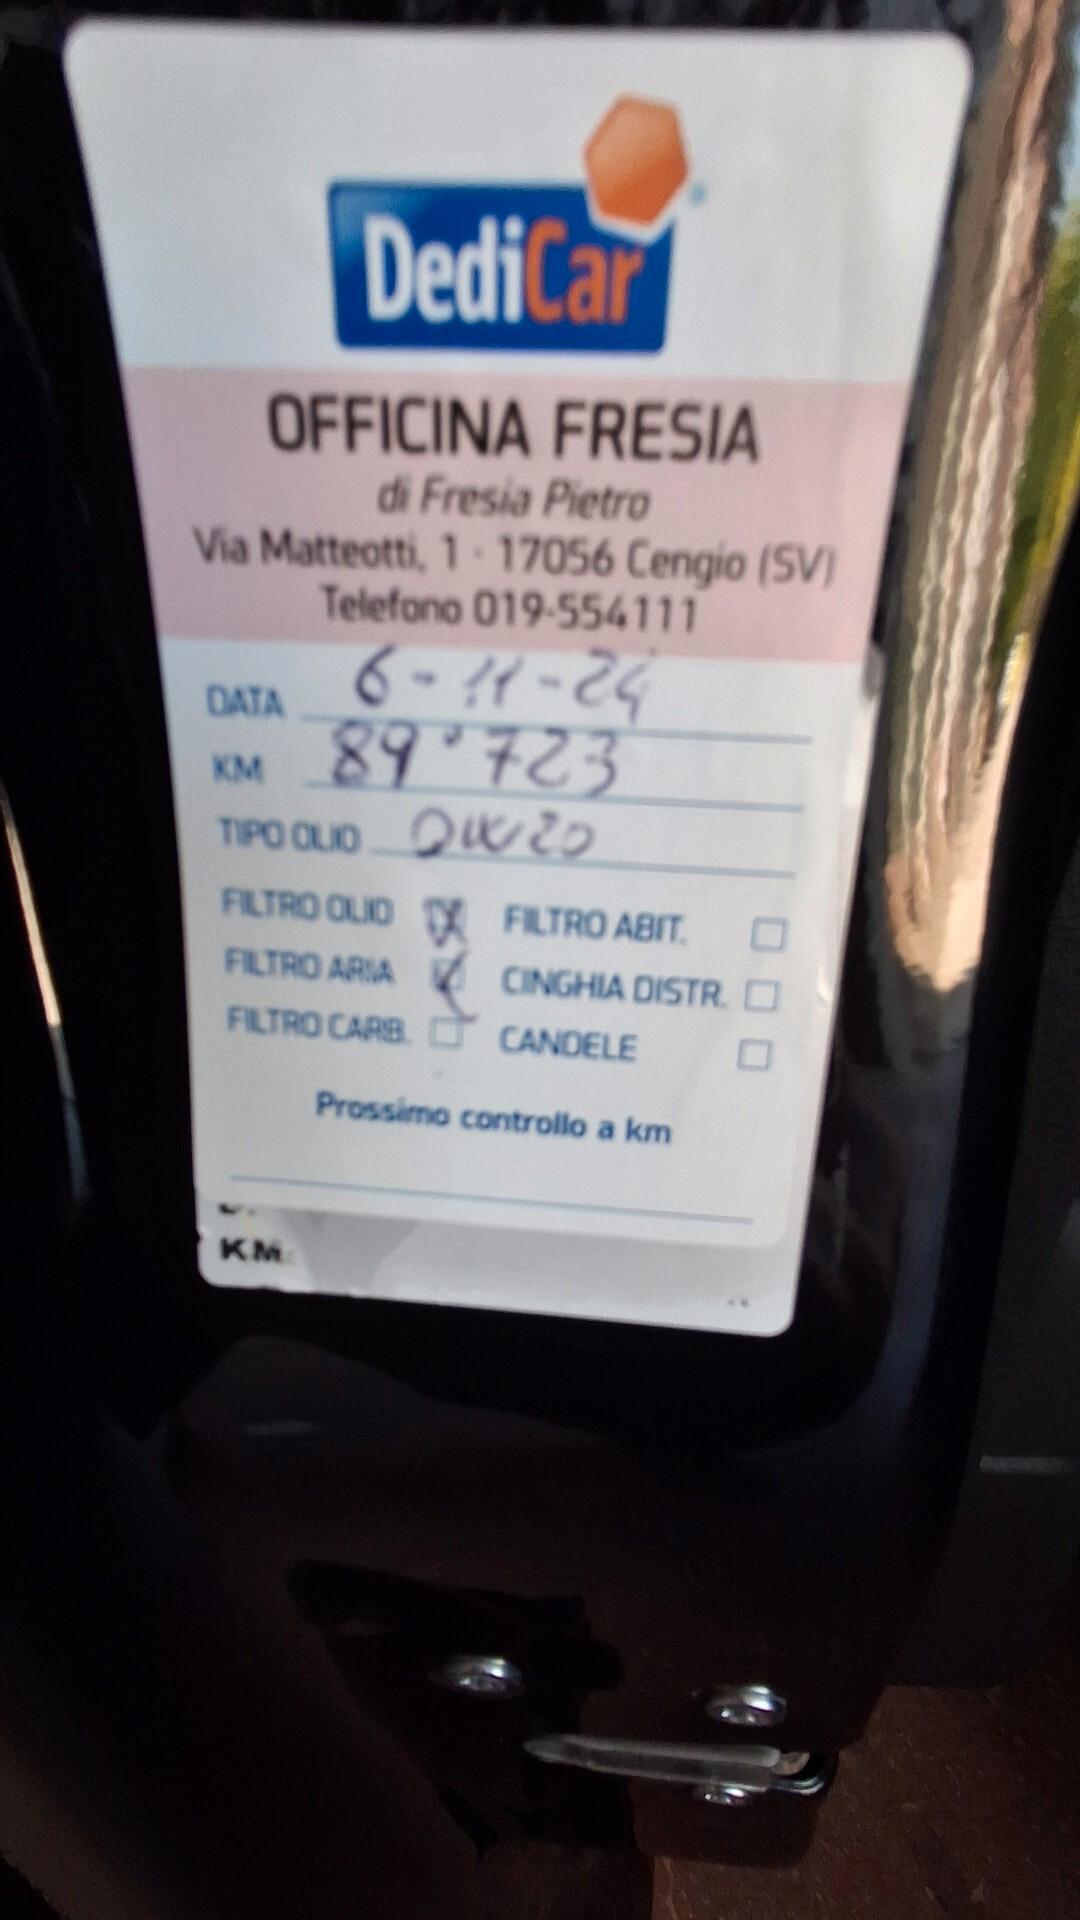 DediCar
OFFICINA FRESIA
di Fresia Pietro
Via Matteotti, 1 · 17056 Cengio (SV)
Telefono 019-554111
DATA 6-11-24
KM 89'723
TIPO OLIO 0W20
FILTRO OLIO FILTRO ABIT.
FILTRO ARIA CINGHIA DISTR.
FILTRO CARB. CANDELE
Prossimo controllo a km
KM